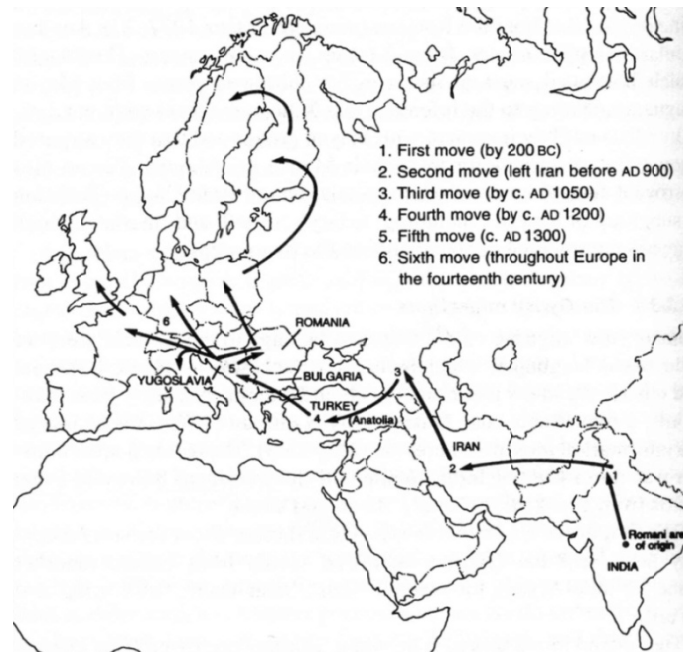 1. First move (by 200 BC)
2. Second move (left Iran before AD 900)
3. Third move (by c. AD 1050)
4. Fourth move (by c. AD 1200)
5. Fifth move (c. AD 1300)
6. Sixth move (throughout Europe in
the fourteenth century)
6
ROMANIA
5
YUGOSLAVIA
BULGARIA
3
TURKEY
4 (Anatolia)
IRAN
2
1
Romani are
of origin
INDIA